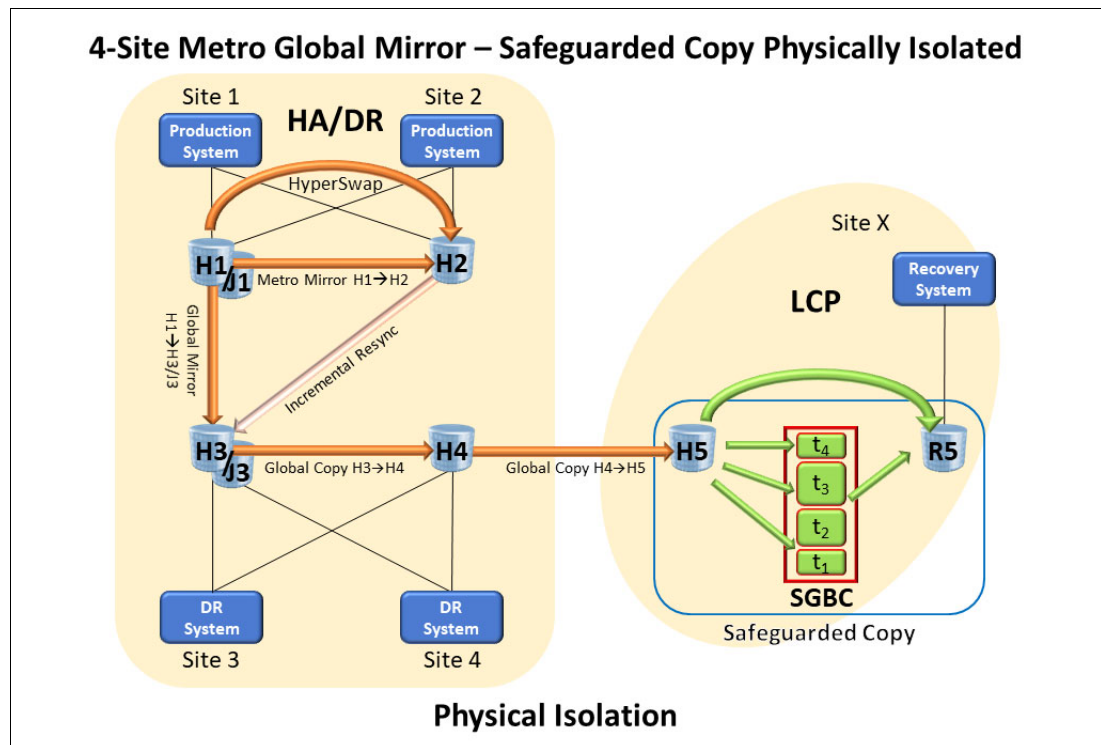 4-Site Metro Global Mirror – Safeguarded Copy Physically Isolated
Site 1
Site 2
HA/DR
Production
System
Production
System
HyperSwap
H1
/J1
H2
Metro Mirror H1→H2
Global Mirror
H1→H3/J3
Incremental Resync
H3
/J3
Global Copy H3→H4
H4
Global Copy H4→H5
DR
System
DR
System
Site 3
Site 4
Site X
Recovery
System
LCP
H5
t4
t3
t2
t1
R5
SGBC
Safeguarded Copy
Physical Isolation